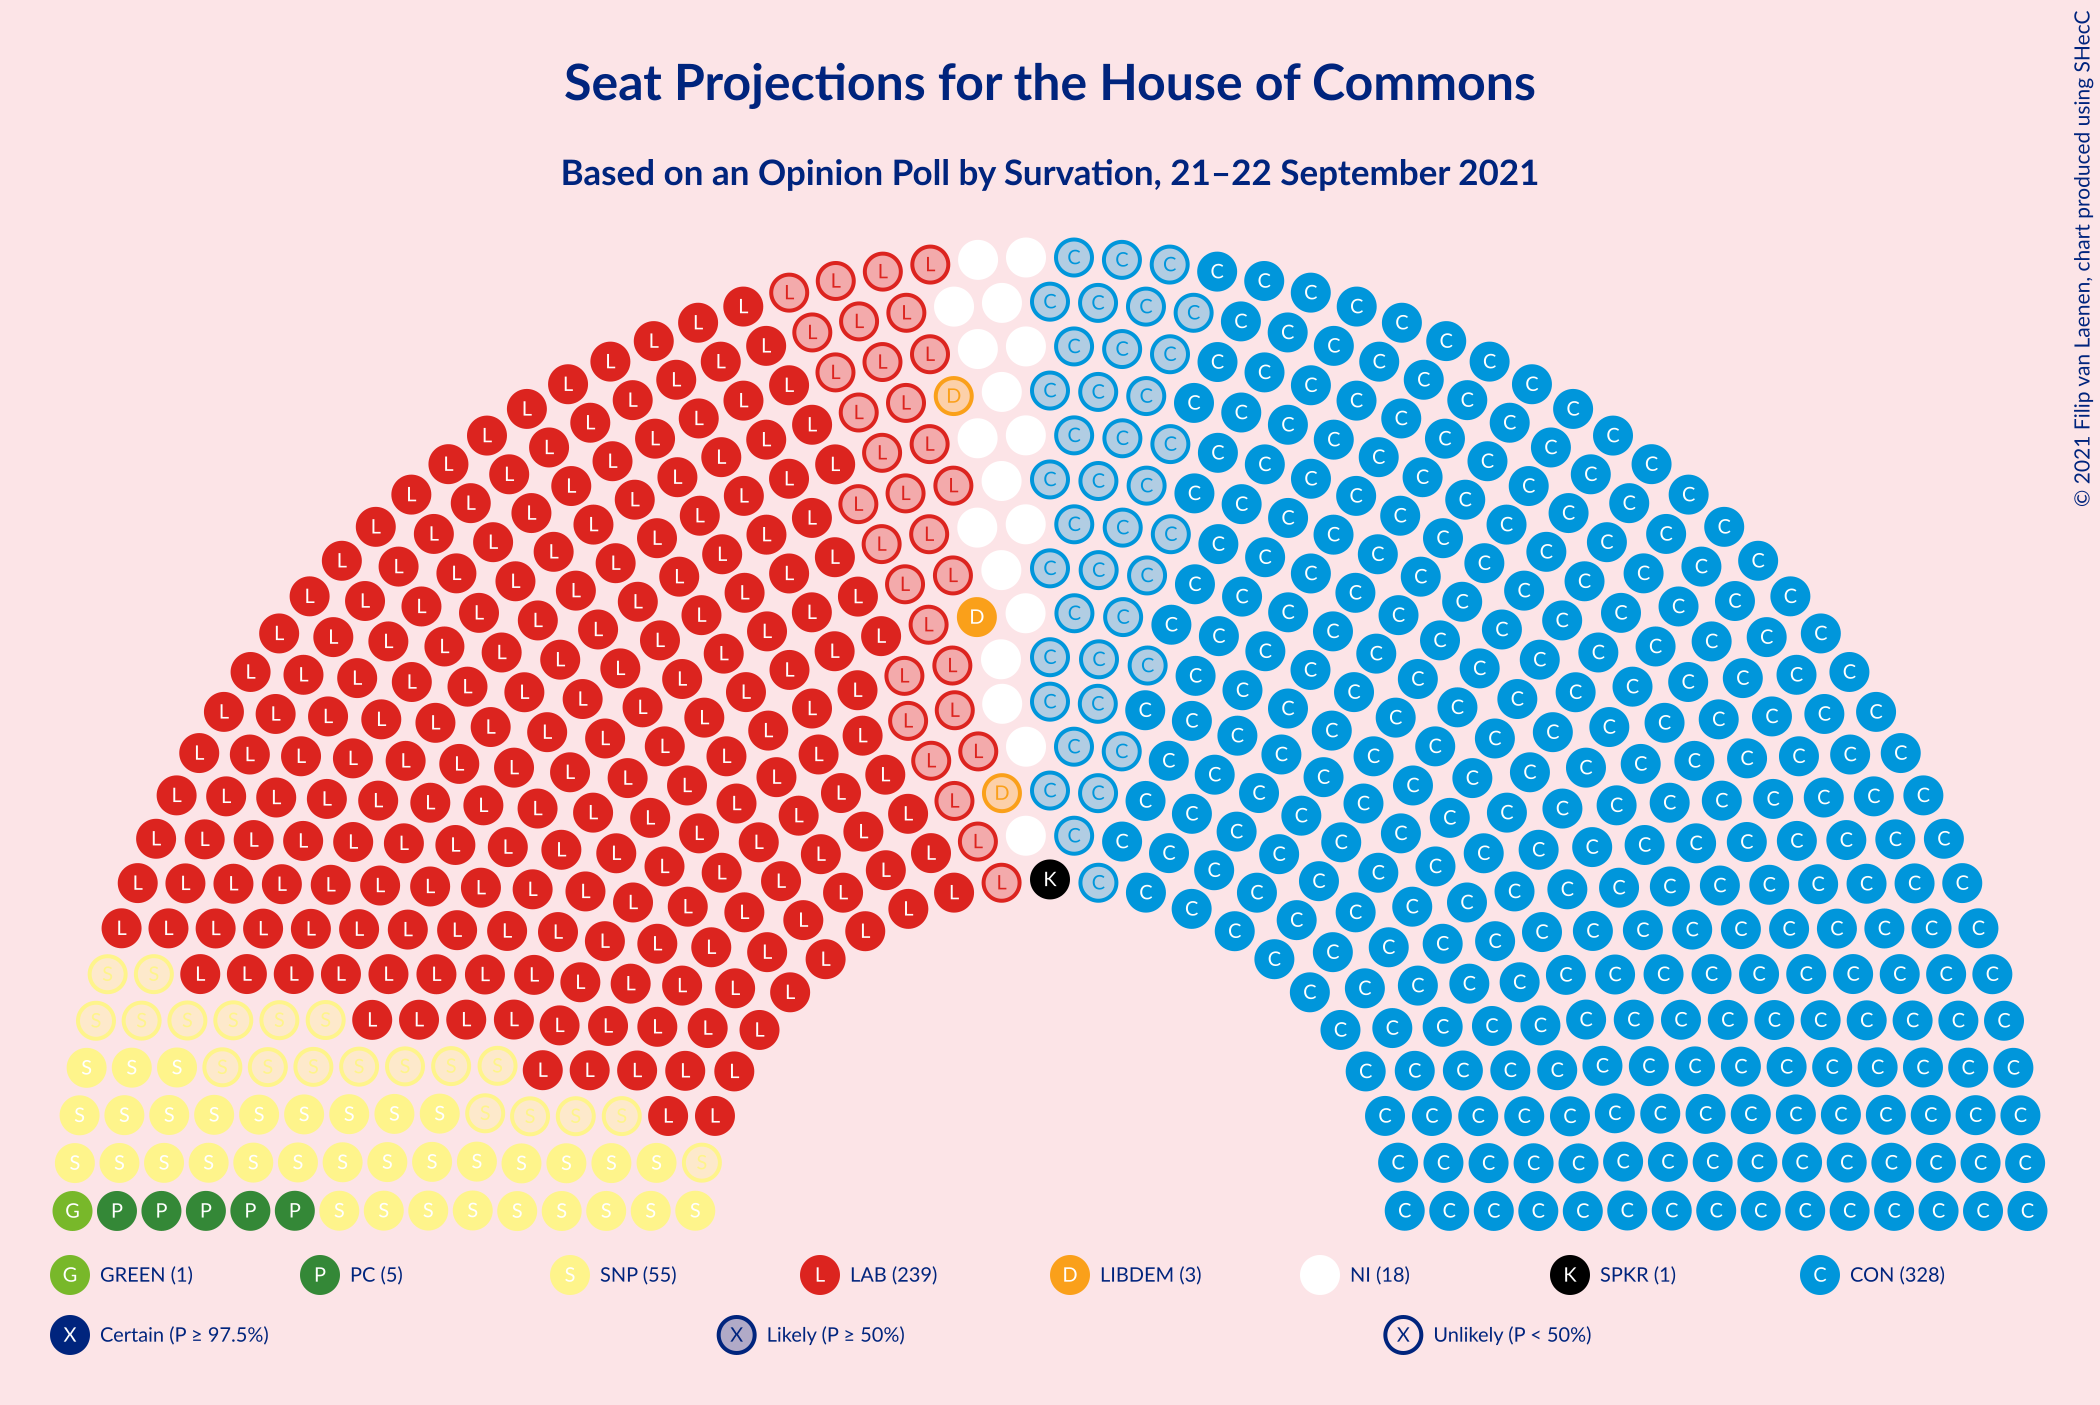 Seat Projections for the House of Commons
Based on an Opinion Poll by Survation, 21–22 September 2021
© 2021 Filip van Laenen, chart produced using SHecC
G GREEN (1) P PC (5) S SNP (55) L LAB (239) D LIBDEM (3) NI (18) K SPKR (1) C CON (328)
X Certain (P ≥ 97.5%) X Likely (P ≥ 50%) X Unlikely (P < 50%)